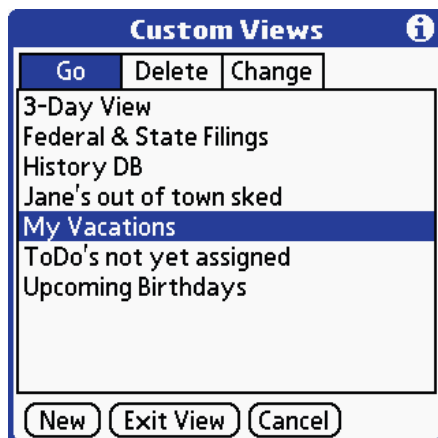 Custom Views
Go Delete Change
3-Day View
Federal & State Filings
History DB
Jane's out of town sked
My Vacations
ToDo's not yet assigned
Upcoming Birthdays
New Exit View Cancel